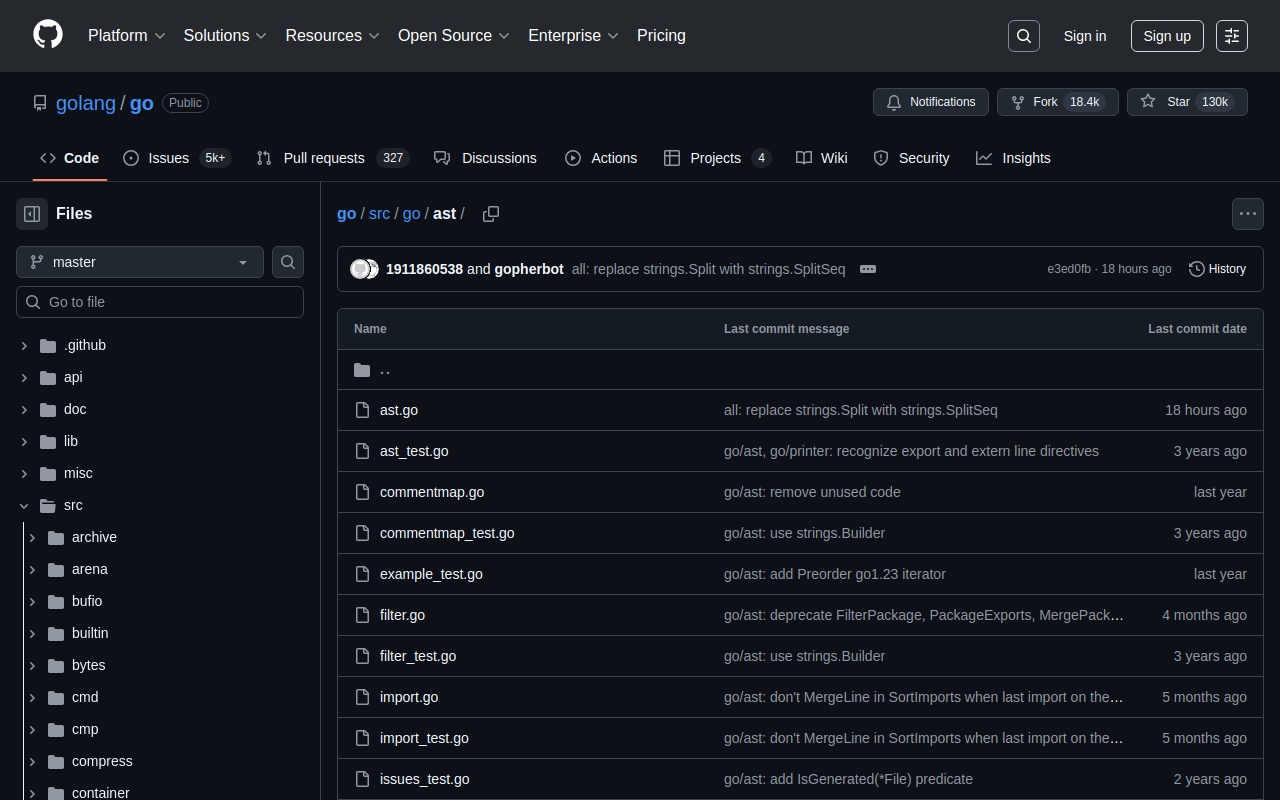 Platform Solutions Resources Open Source Enterprise Pricing Sign in Sign up
golang / go Public Notifications Fork 18.4k Star 130k
Code Issues 5k+ Pull requests 327 Discussions Actions Projects 4 Wiki Security Insights
Files
master
Go to file
.github
api
doc
lib
misc
src
archive
arena
bufio
builtin
bytes
cmd
cmp
compress
container
go / src / go / ast /
1911860538 and gopherbot all: replace strings.Split with strings.SplitSeq e3ed0fb · 18 hours ago History
Name Last commit message Last commit date
..
ast.go all: replace strings.Split with strings.SplitSeq 18 hours ago
ast_test.go go/ast, go/printer: recognize export and extern line directives 3 years ago
commentmap.go go/ast: remove unused code last year
commentmap_test.go go/ast: use strings.Builder 3 years ago
example_test.go go/ast: add Preorder go1.23 iterator last year
filter.go go/ast: deprecate FilterPackage, PackageExports, MergePack… 4 months ago
filter_test.go go/ast: use strings.Builder 3 years ago
import.go go/ast: don't MergeLine in SortImports when last import on the… 5 months ago
import_test.go go/ast: don't MergeLine in SortImports when last import on the… 5 months ago
issues_test.go go/ast: add IsGenerated(*File) predicate 2 years ago